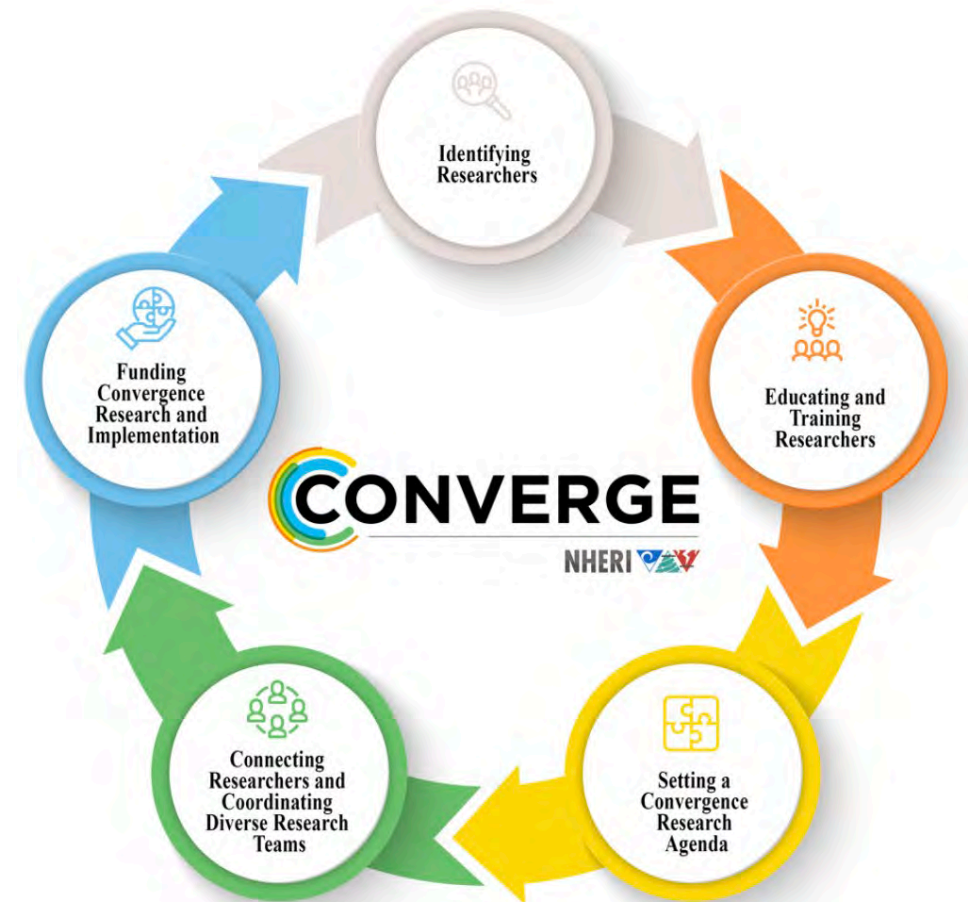 Identifying
Researchers
Educating and
Training
Researchers
Setting a
Convergence
Research
Agenda
Connecting
Researchers and
Coordinating
Diverse Research
Teams
Funding
Convergence
Research and
Implementation
CONVERGE
NHERI